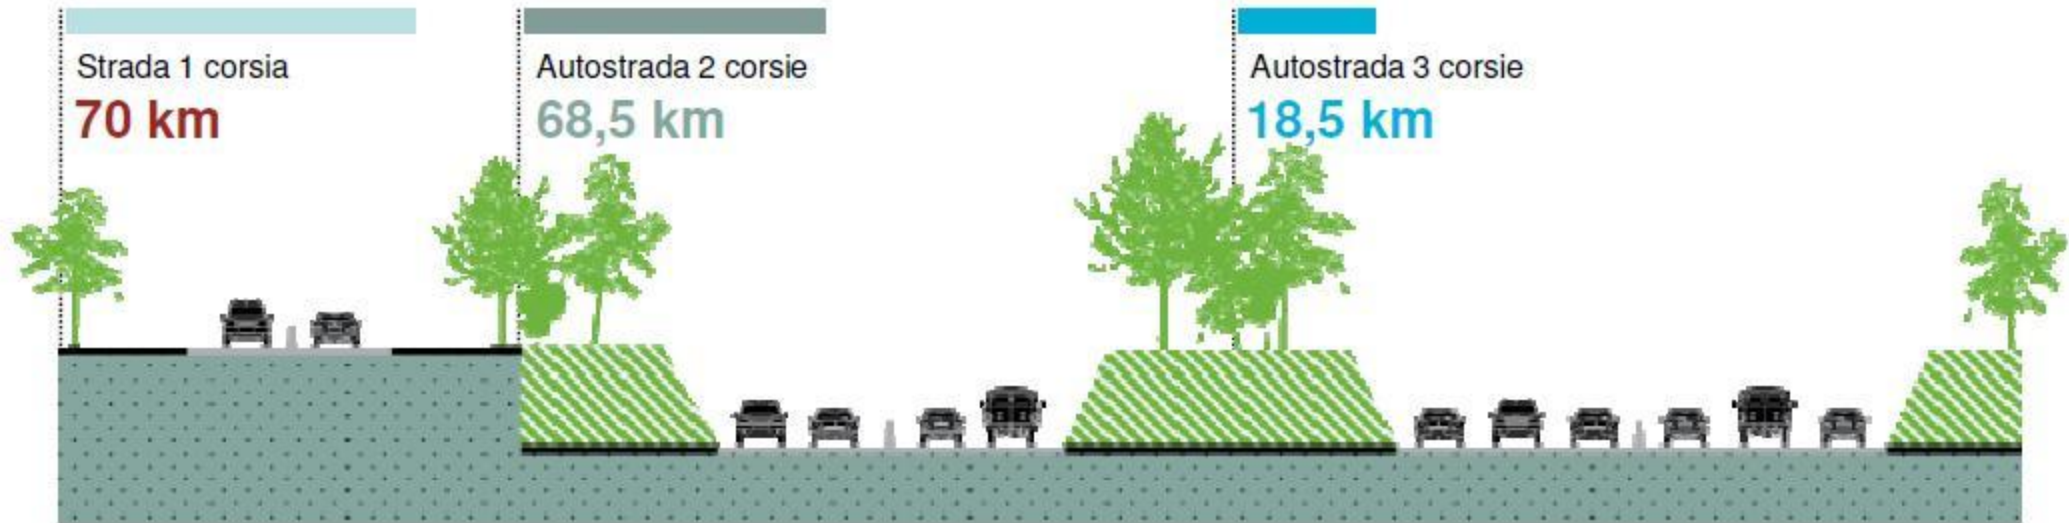 Strada 1 corsia
70 km
Autostrada 2 corsie
68,5 km
Autostrada 3 corsie
18,5 km